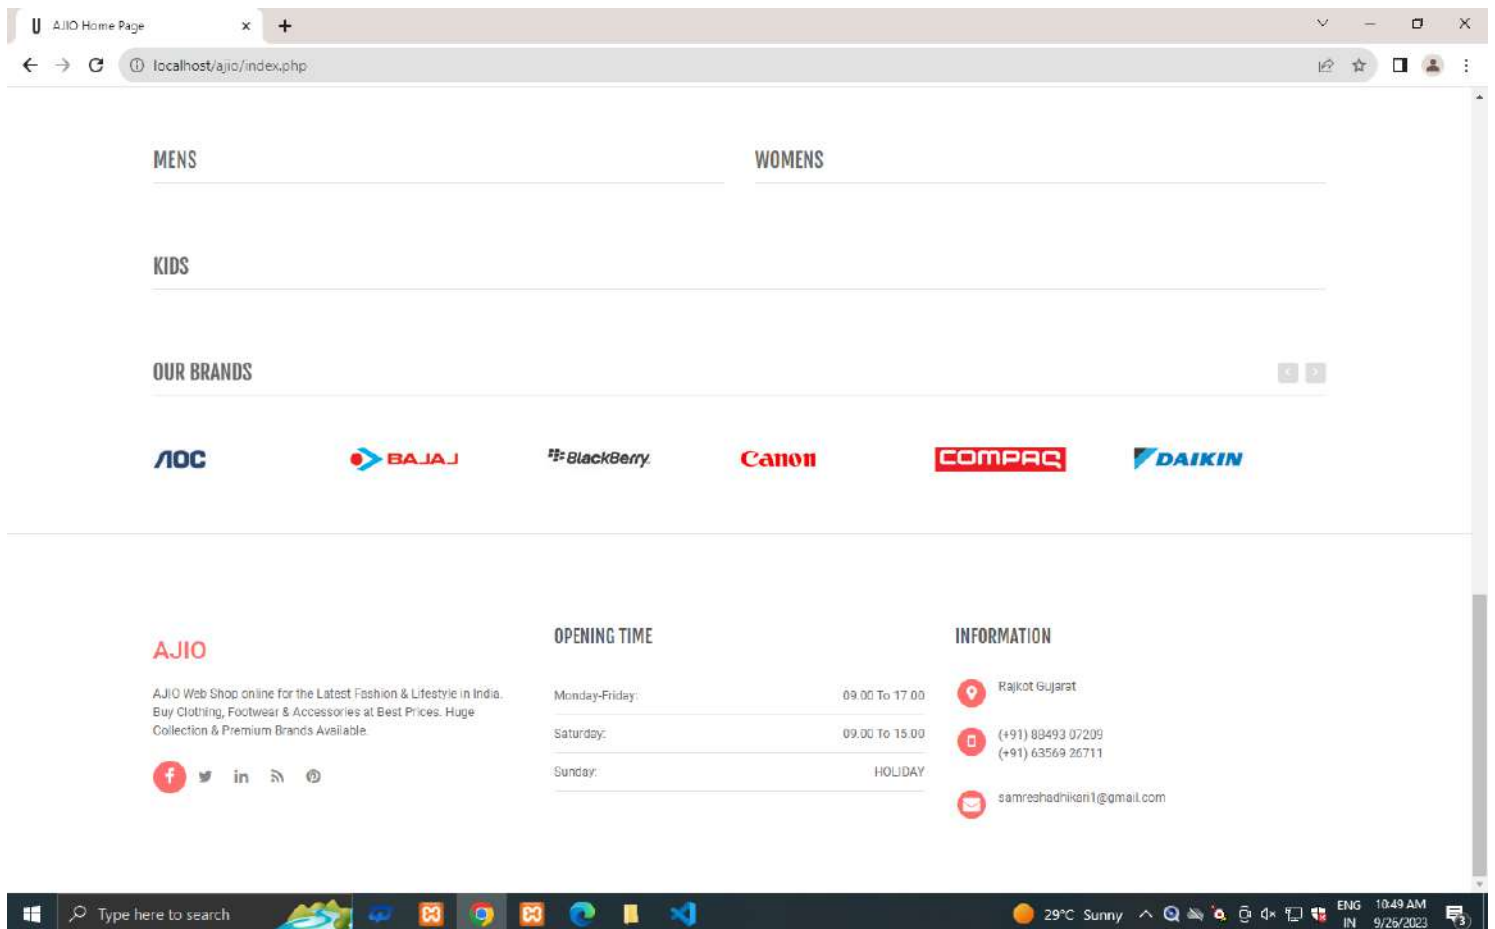 AJIO Home Page
localhost/ajio/index.php
MENS
WOMENS
KIDS
OUR BRANDS
AOC
BAJAJ
BlackBerry
Canon
COMPAQ
DAIKIN
AJIO
AJIO Web Shop online for the Latest Fashion & Lifestyle in India.
Buy Clothing, Footwear & Accessories at Best Prices. Huge
Collection & Premium Brands Available.
OPENING TIME
Monday-Friday: 09.00 To 17.00
Saturday: 09.00 To 15.00
Sunday: HOLIDAY
INFORMATION
Rajkot Gujarat
(+91) 88493 07209
(+91) 63569 26711
samreshadhikari1@gmail.com
Type here to search
29°C Sunny
ENG
IN
10:49 AM
9/26/2023
3